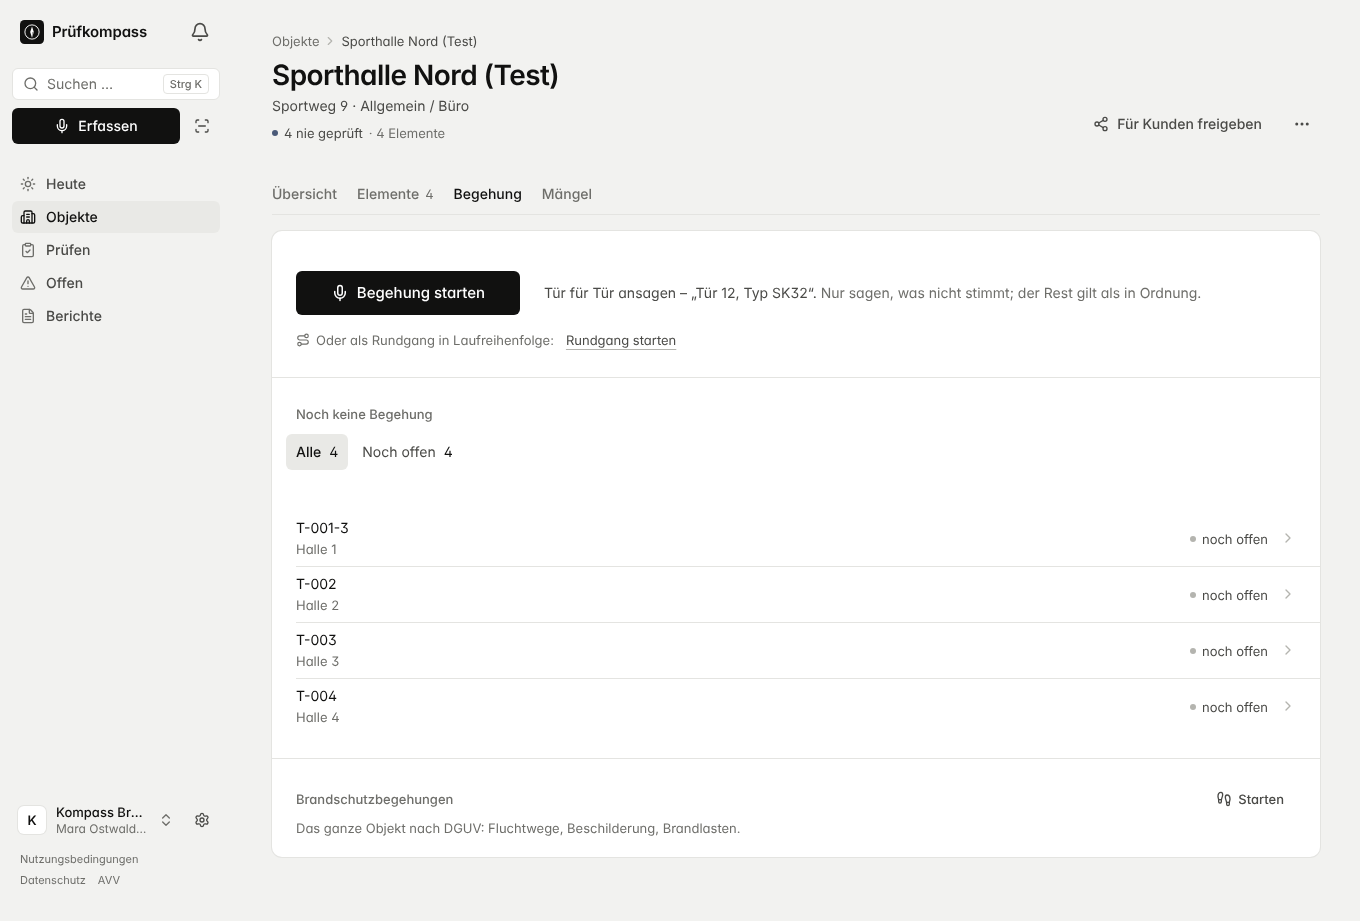 Prüfkompass
Suchen ...
Strg K
Erfassen
Heute
Objekte
Prüfen
Offen
Berichte
K
Kompass Br...
Mara Ostwald...
Nutzungsbedingungen
Datenschutz AVV
Objekte Sporthalle Nord (Test)
Sporthalle Nord (Test)
Sportweg 9 · Allgemein / Büro
4 nie geprüft · 4 Elemente
Für Kunden freigeben
Übersicht Elemente 4 Begehung Mängel
Begehung starten
Tür für Tür ansagen – „Tür 12, Typ SK32“. Nur sagen, was nicht stimmt; der Rest gilt als in Ordnung.
Oder als Rundgang in Laufreihenfolge: Rundgang starten
Noch keine Begehung
Alle 4 Noch offen 4
T-001-3
Halle 1
noch offen
T-002
Halle 2
noch offen
T-003
Halle 3
noch offen
T-004
Halle 4
noch offen
Brandschutzbegehungen
Starten
Das ganze Objekt nach DGUV: Fluchtwege, Beschilderung, Brandlasten.